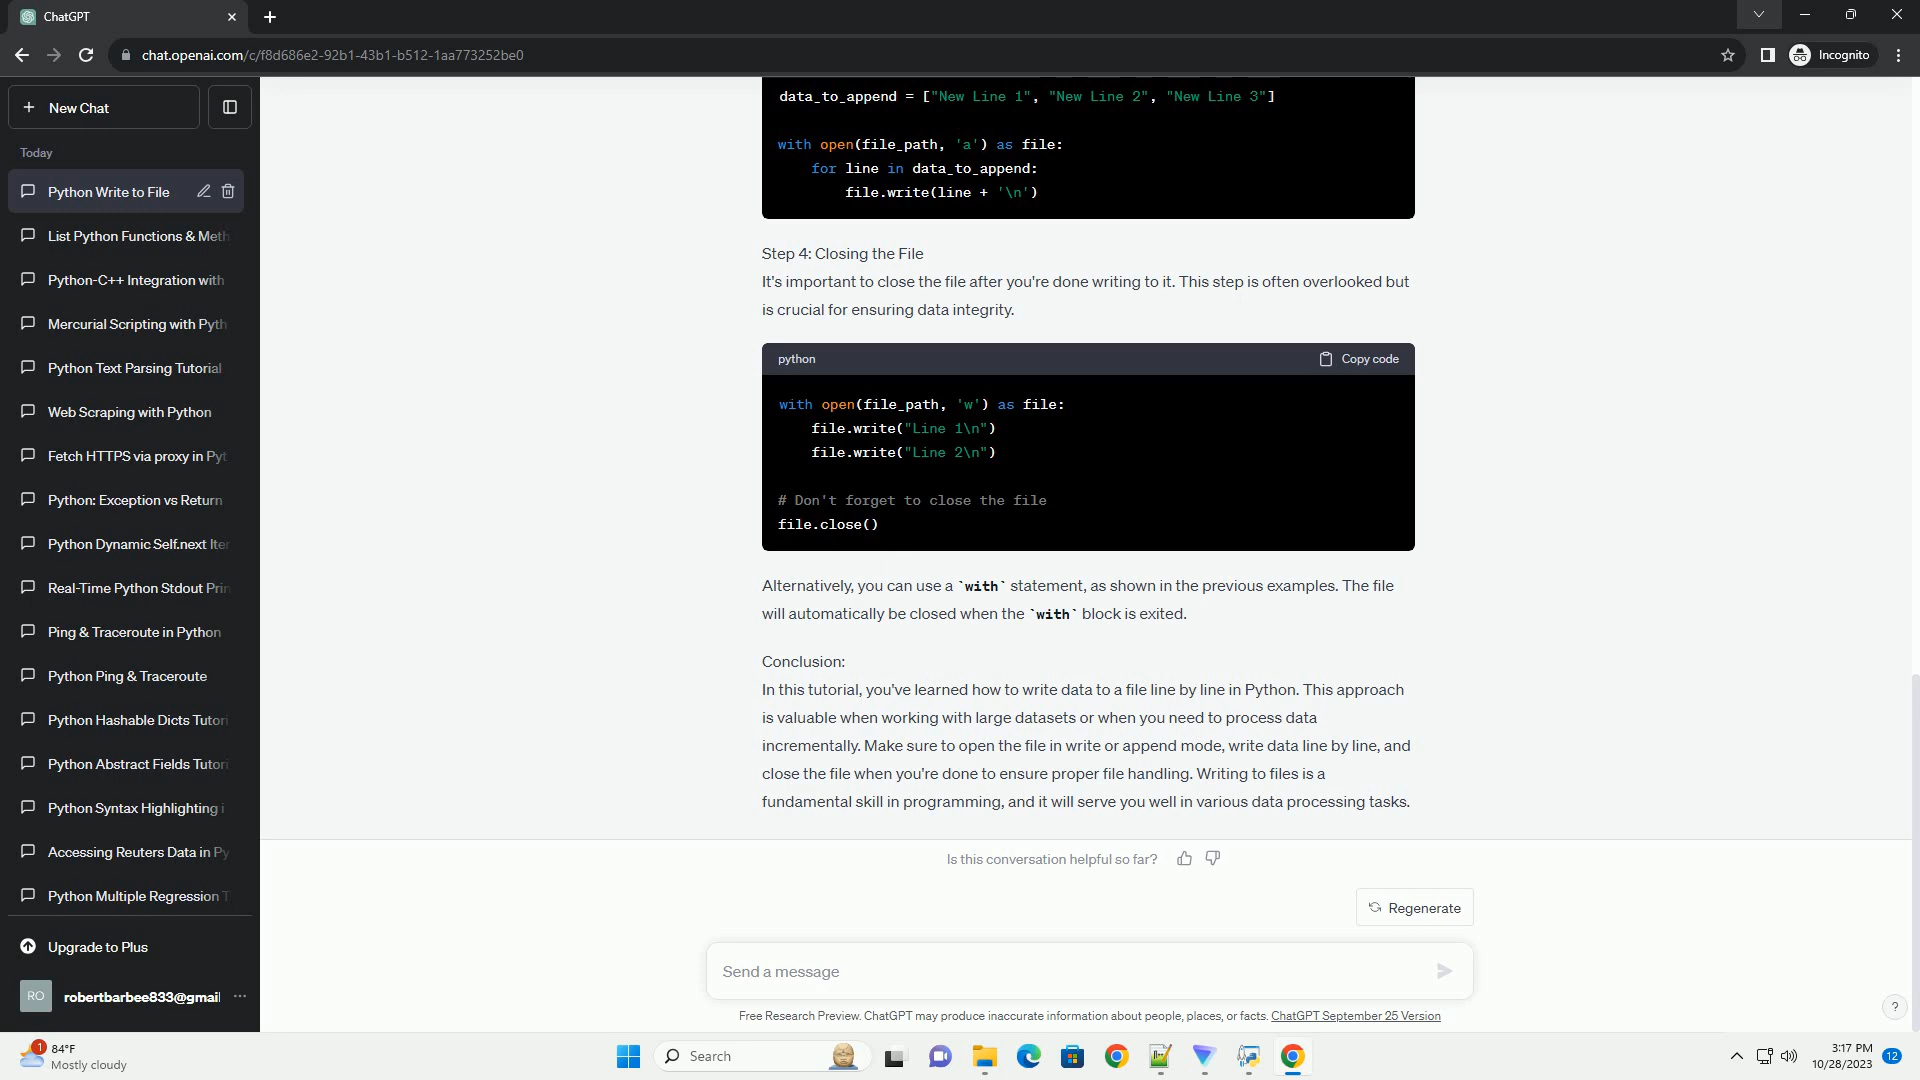 ChatGPT
chat.openai.com/c/f8d686e2-92b1-43b1-b512-1aa773252be0
Incognito
New Chat
Today
Python Write to File
List Python Functions & Meth
Python-C++ Integration with
Mercurial Scripting with Pyth
Python Text Parsing Tutorial
Web Scraping with Python
Fetch HTTPS via proxy in Pyt
Python: Exception vs Return
Python Dynamic Self.next Iter
Real-Time Python Stdout Prin
Ping & Traceroute in Python
Python Ping & Traceroute
Python Hashable Dicts Tutori
Python Abstract Fields Tutori
Python Syntax Highlighting i
Accessing Reuters Data in Py
Python Multiple Regression T
Upgrade to Plus
RO
robertbarbee833@gmail
data_to_append = ["New Line 1", "New Line 2", "New Line 3"]
with open(file_path, 'a') as file:
for line in data_to_append:
file.write(line + '\n')
Step 4: Closing the File
It's important to close the file after you're done writing to it. This step is often overlooked but
is crucial for ensuring data integrity.
python
Copy code
with open(file_path, 'w') as file:
file.write("Line 1\n")
file.write("Line 2\n")
# Don't forget to close the file
file.close()
Alternatively, you can use a `with` statement, as shown in the previous examples. The file
will automatically be closed when the `with` block is exited.
Conclusion:
In this tutorial, you've learned how to write data to a file line by line in Python. This approach
is valuable when working with large datasets or when you need to process data
incrementally. Make sure to open the file in write or append mode, write data line by line, and
close the file when you're done to ensure proper file handling. Writing to files is a
fundamental skill in programming, and it will serve you well in various data processing tasks.
Is this conversation helpful so far?
Regenerate
Send a message
Free Research Preview. ChatGPT may produce inaccurate information about people, places, or facts. ChatGPT September 25 Version
?
1
84°F
Mostly cloudy
Search
3:17 PM
10/28/2023
12